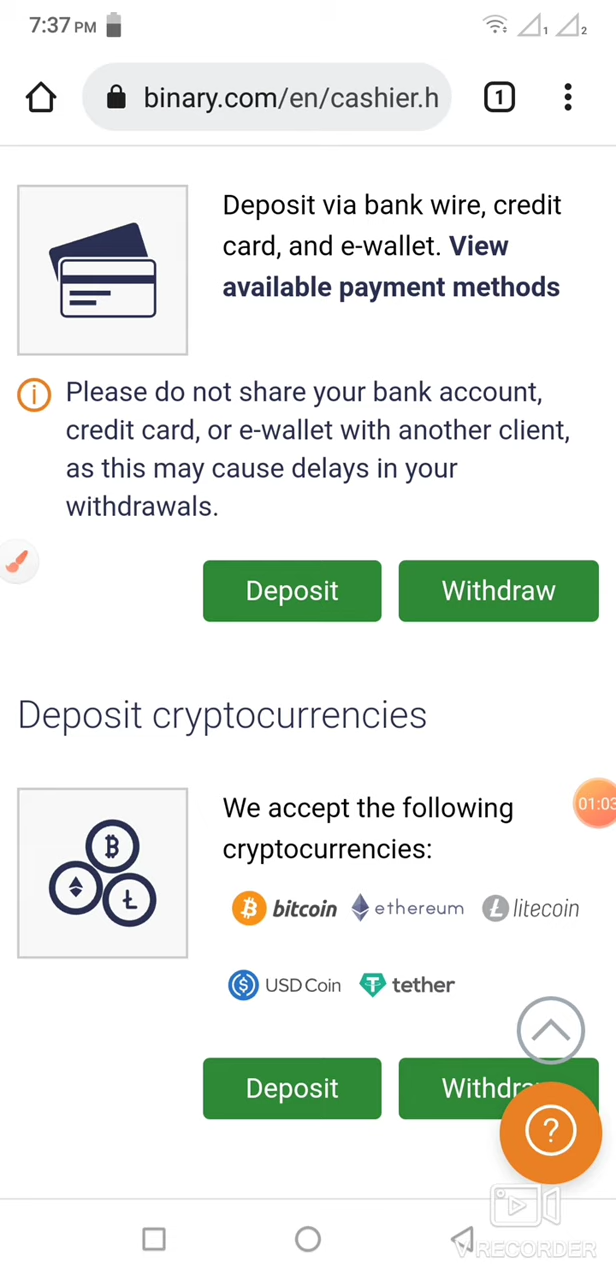 7:37 PM
1 2
binary.com/en/cashier.h
1
Deposit via bank wire, credit
card, and e-wallet. View
available payment methods
Please do not share your bank account,
credit card, or e-wallet with another client,
as this may cause delays in your
withdrawals.
Deposit Withdraw
Deposit cryptocurrencies
We accept the following
cryptocurrencies:
01:03
bitcoin ethereum litecoin
USD Coin tether
Deposit Withdra
?
V RECORDER